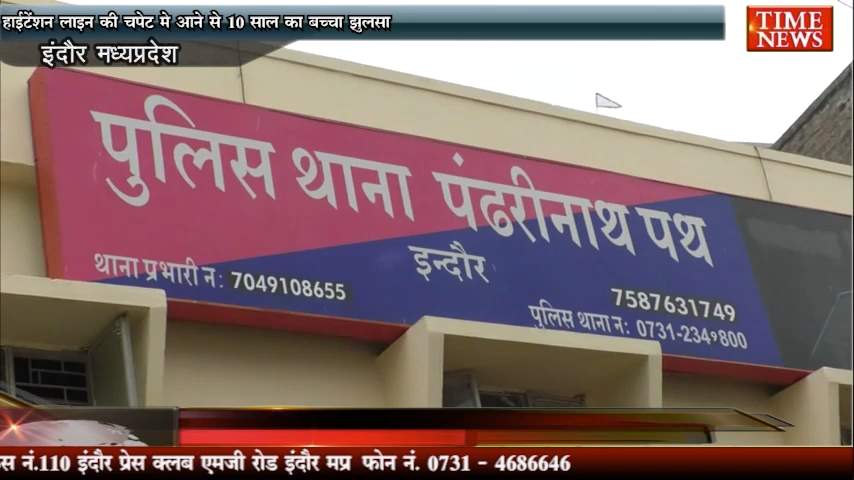 हाईटेंशन लाइन की चपेट मे आने से 10 साल का बच्चा झुलसा
इंदौर मध्यप्रदेश
TIME
NEWS
पुलिस थाना पंढरीनाथ पथ
इन्दौर
थाना प्रभारी न: 7049108655
7587631749
पुलिस थाना न: 0731-2349800
नं.110 इंदौर प्रेस क्लब एमजी रोड इंदौर मप्र फोन नं. 0731 - 4686646